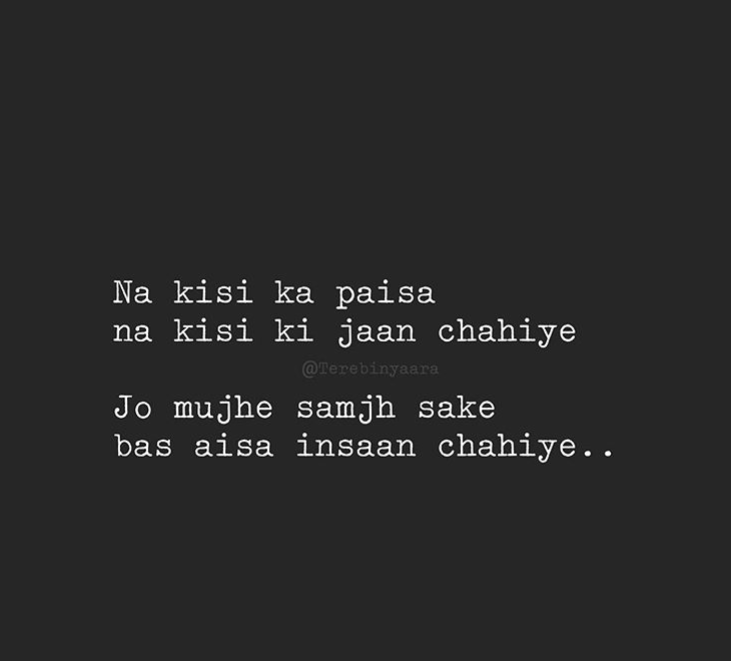 Na kisi ka paisa
na kisi ki jaan chahiye
@Terebinyaara
Jo mujhe samjh sake
bas aisa insaan chahiye..